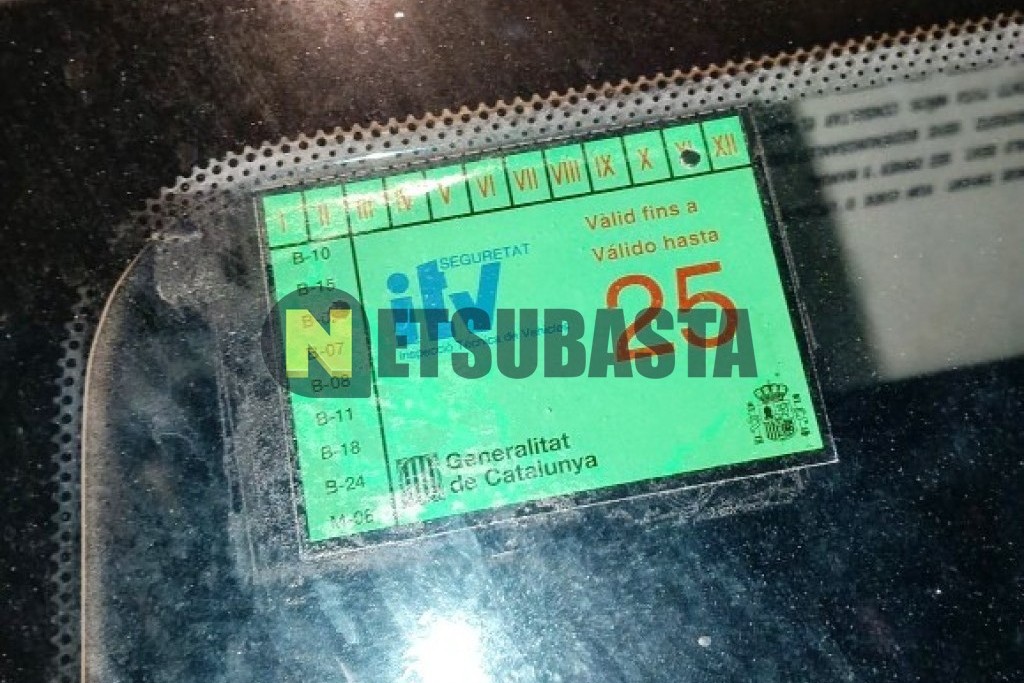 I II III IV V VI VII VIII IX X XI XII
Vàlid fins a
Válido hasta
25
SEGURETAT
itv
Inspecció Tècnica de Vehicles
B-10
B-15
B-07
B-08
B-11
B-18
B-24
M-08
Generalitat
de Catalunya
NETSUBASTA